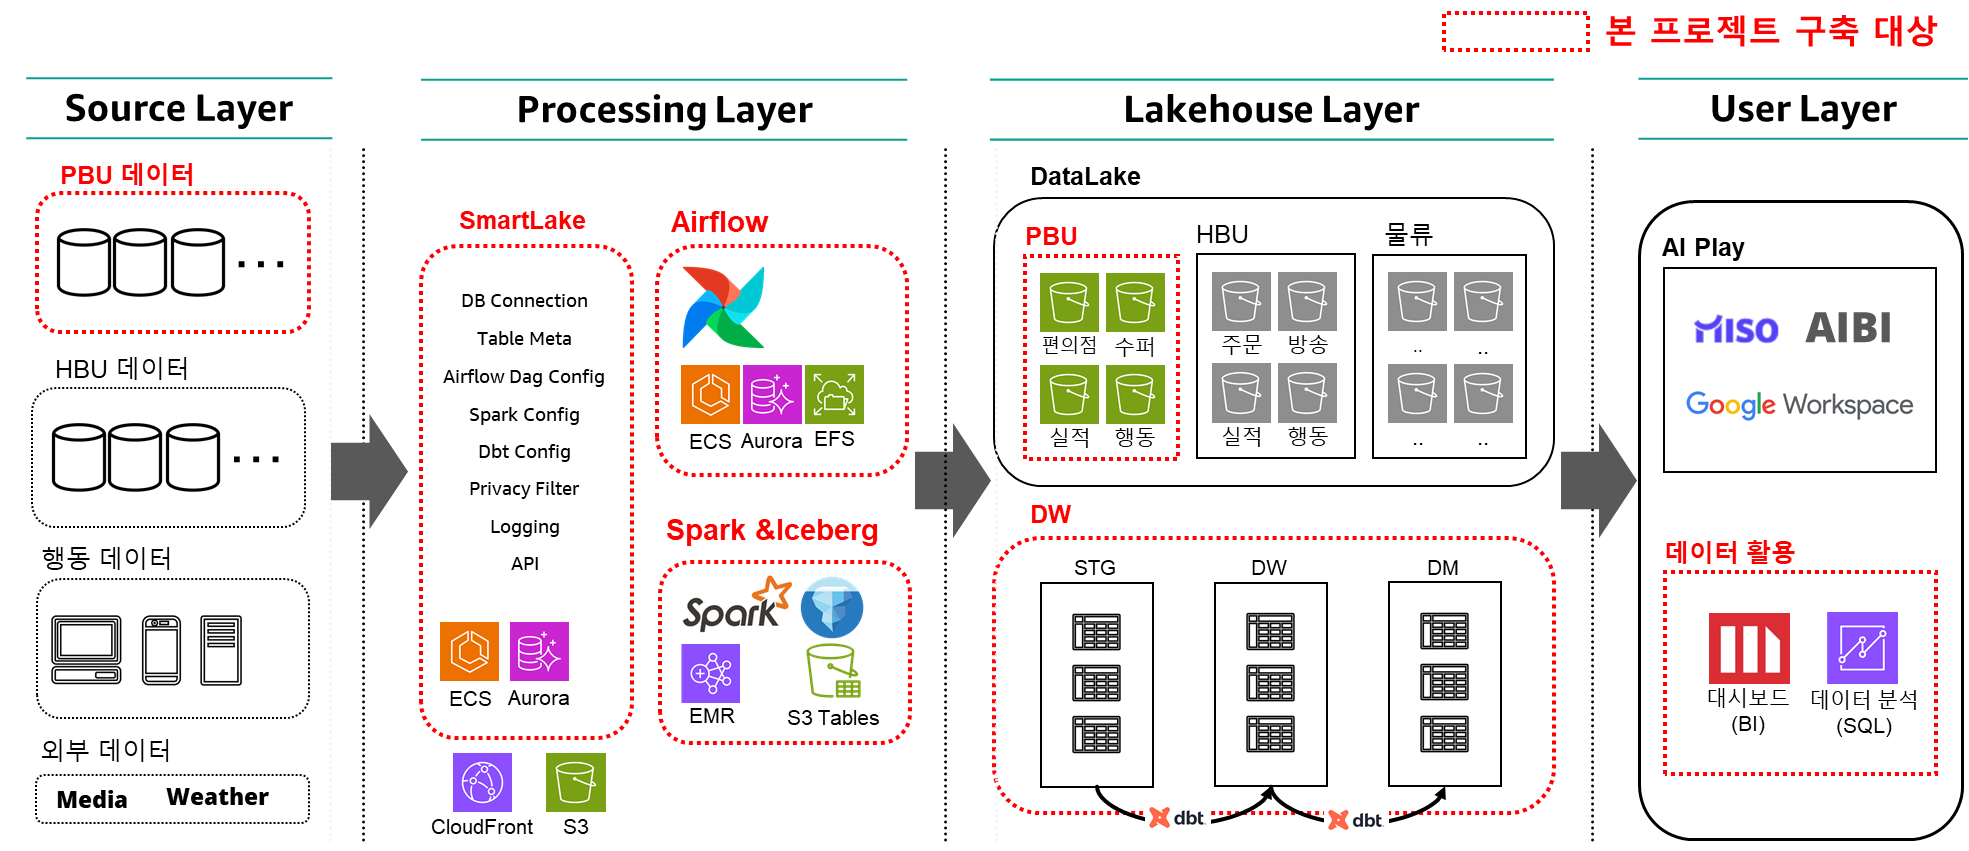 본 프로젝트 구축 대상
Source Layer
Processing Layer
Lakehouse Layer
User Layer
PBU 데이터
HBU 데이터
행동 데이터
외부 데이터
Media
Weather
SmartLake
DB Connection
Table Meta
Airflow Dag Config
Spark Config
Dbt Config
Privacy Filter
Logging
API
ECS
Aurora
CloudFront
S3
Airflow
ECS
Aurora
EFS
Spark &Iceberg
Spark
EMR
S3 Tables
DataLake
PBU
편의점
수퍼
실적
행동
HBU
주문
방송
실적
행동
물류
..
..
..
..
DW
STG
DW
DM
dbt
dbt
AI Play
MISO
AIBI
Google Workspace
데이터 활용
대시보드
(BI)
데이터 분석
(SQL)